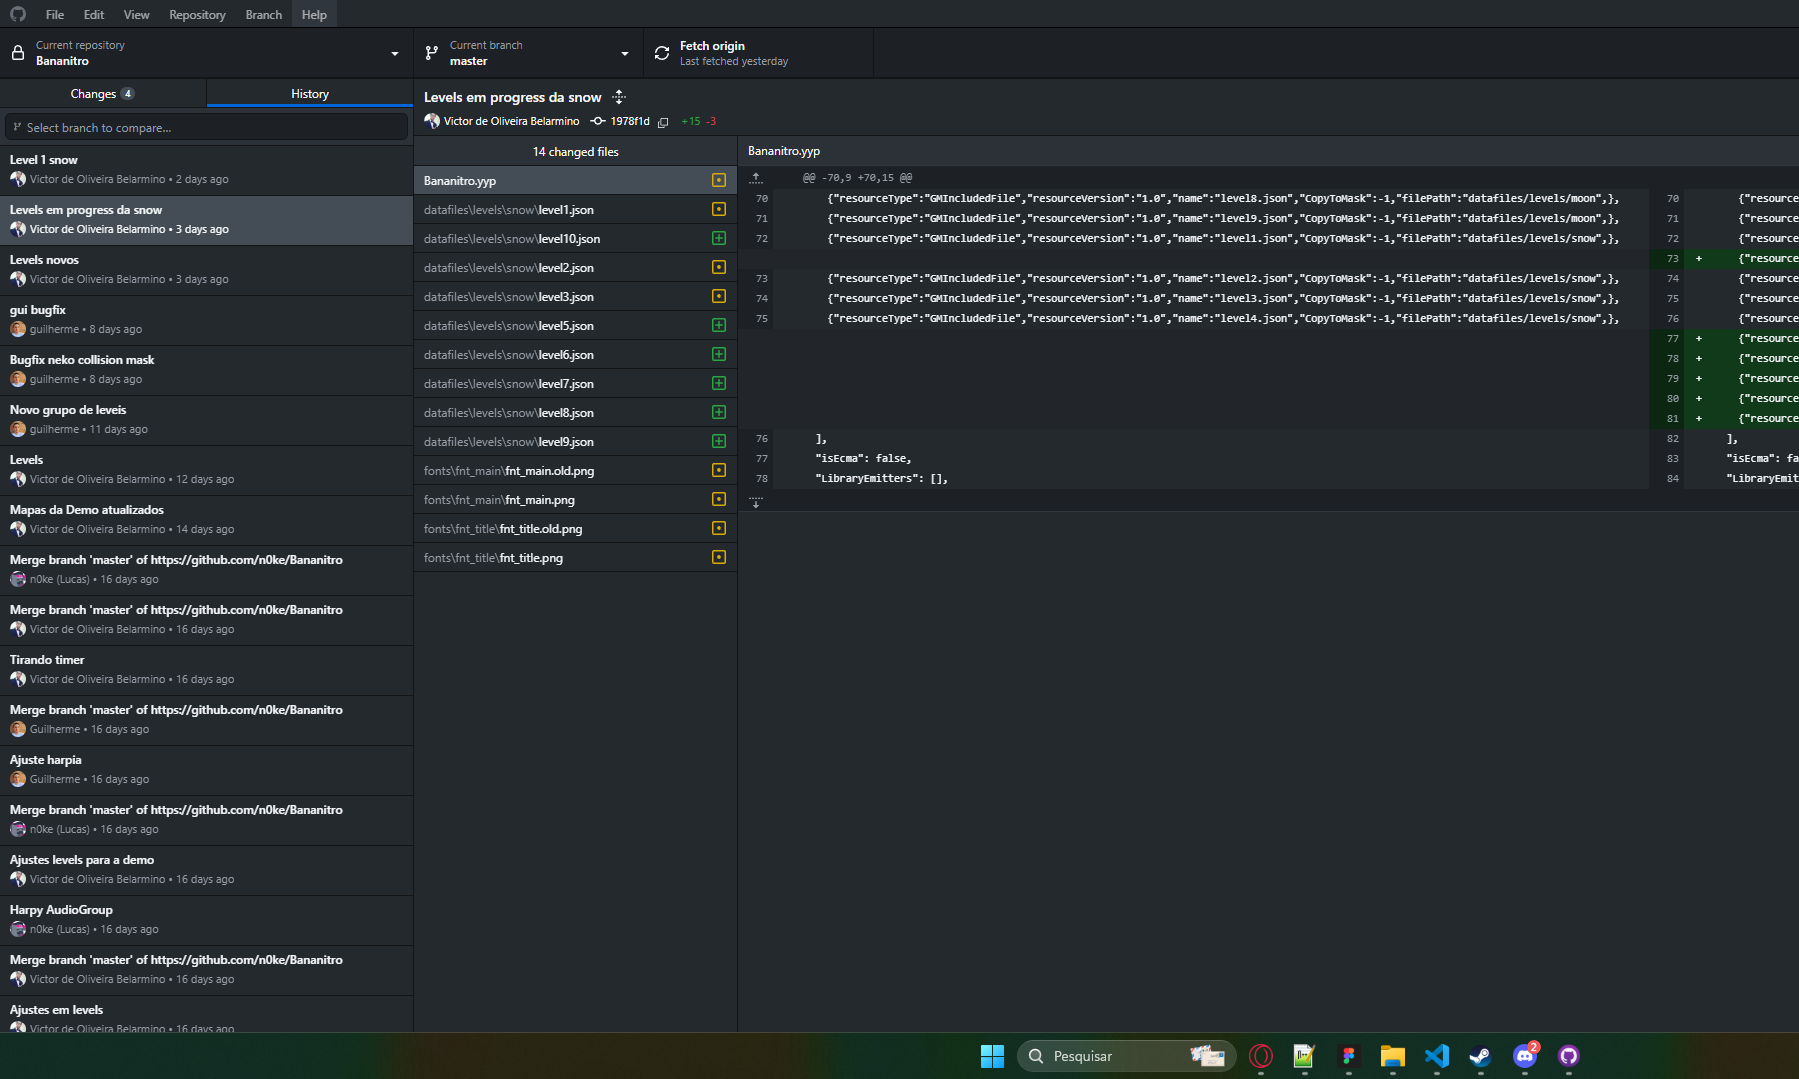 File Edit View Repository Branch Help
Current repository
Bananitro
Current branch
master
Fetch origin
Last fetched yesterday
Changes 4
History
Select branch to compare...
Level 1 snow
Victor de Oliveira Belarmino • 2 days ago
Levels em progress da snow
Victor de Oliveira Belarmino • 3 days ago
Levels novos
Victor de Oliveira Belarmino • 3 days ago
gui bugfix
guilherme • 8 days ago
Bugfix neko collision mask
guilherme • 8 days ago
Novo grupo de leveis
guilherme • 11 days ago
Levels
Victor de Oliveira Belarmino • 12 days ago
Mapas da Demo atualizados
Victor de Oliveira Belarmino • 14 days ago
Merge branch 'master' of https://github.com/n0ke/Bananitro
n0ke (Lucas) • 16 days ago
Merge branch 'master' of https://github.com/n0ke/Bananitro
Victor de Oliveira Belarmino • 16 days ago
Tirando timer
Victor de Oliveira Belarmino • 16 days ago
Merge branch 'master' of https://github.com/n0ke/Bananitro
Guilherme • 16 days ago
Ajuste harpia
Guilherme • 16 days ago
Merge branch 'master' of https://github.com/n0ke/Bananitro
n0ke (Lucas) • 16 days ago
Ajustes levels para a demo
Victor de Oliveira Belarmino • 16 days ago
Harpy AudioGroup
n0ke (Lucas) • 16 days ago
Merge branch 'master' of https://github.com/n0ke/Bananitro
Victor de Oliveira Belarmino • 16 days ago
Ajustes em levels
Victor de Oliveira Belarmino • 16 days ago
Levels em progress da snow
Victor de Oliveira Belarmino 1978f1d +15 -3
14 changed files
Bananitro.yyp
datafiles\levels\snow\level1.json
datafiles\levels\snow\level10.json
datafiles\levels\snow\level2.json
datafiles\levels\snow\level3.json
datafiles\levels\snow\level5.json
datafiles\levels\snow\level6.json
datafiles\levels\snow\level7.json
datafiles\levels\snow\level8.json
datafiles\levels\snow\level9.json
fonts\fnt_main\fnt_main.old.png
fonts\fnt_main\fnt_main.png
fonts\fnt_title\fnt_title.old.png
fonts\fnt_title\fnt_title.png
Bananitro.yyp
@@ -70,9 +70,15 @@
70 {"resourceType":"GMIncludedFile","resourceVersion":"1.0","name":"level8.json","CopyToMask":-1,"filePath":"datafiles/levels/moon",}, 70 {"resource
71 {"resourceType":"GMIncludedFile","resourceVersion":"1.0","name":"level9.json","CopyToMask":-1,"filePath":"datafiles/levels/moon",}, 71 {"resource
72 {"resourceType":"GMIncludedFile","resourceVersion":"1.0","name":"level1.json","CopyToMask":-1,"filePath":"datafiles/levels/snow",}, 72 {"resource
73 + {"resource
73 {"resourceType":"GMIncludedFile","resourceVersion":"1.0","name":"level2.json","CopyToMask":-1,"filePath":"datafiles/levels/snow",}, 74 {"resource
74 {"resourceType":"GMIncludedFile","resourceVersion":"1.0","name":"level3.json","CopyToMask":-1,"filePath":"datafiles/levels/snow",}, 75 {"resource
75 {"resourceType":"GMIncludedFile","resourceVersion":"1.0","name":"level4.json","CopyToMask":-1,"filePath":"datafiles/levels/snow",}, 76 {"resource
77 + {"resource
78 + {"resource
79 + {"resource
80 + {"resource
81 + {"resource
76 ], 82 ],
77 "isEcma": false, 83 "isEcma": fa
78 "LibraryEmitters": [], 84 "LibraryEmit
Pesquisar
2